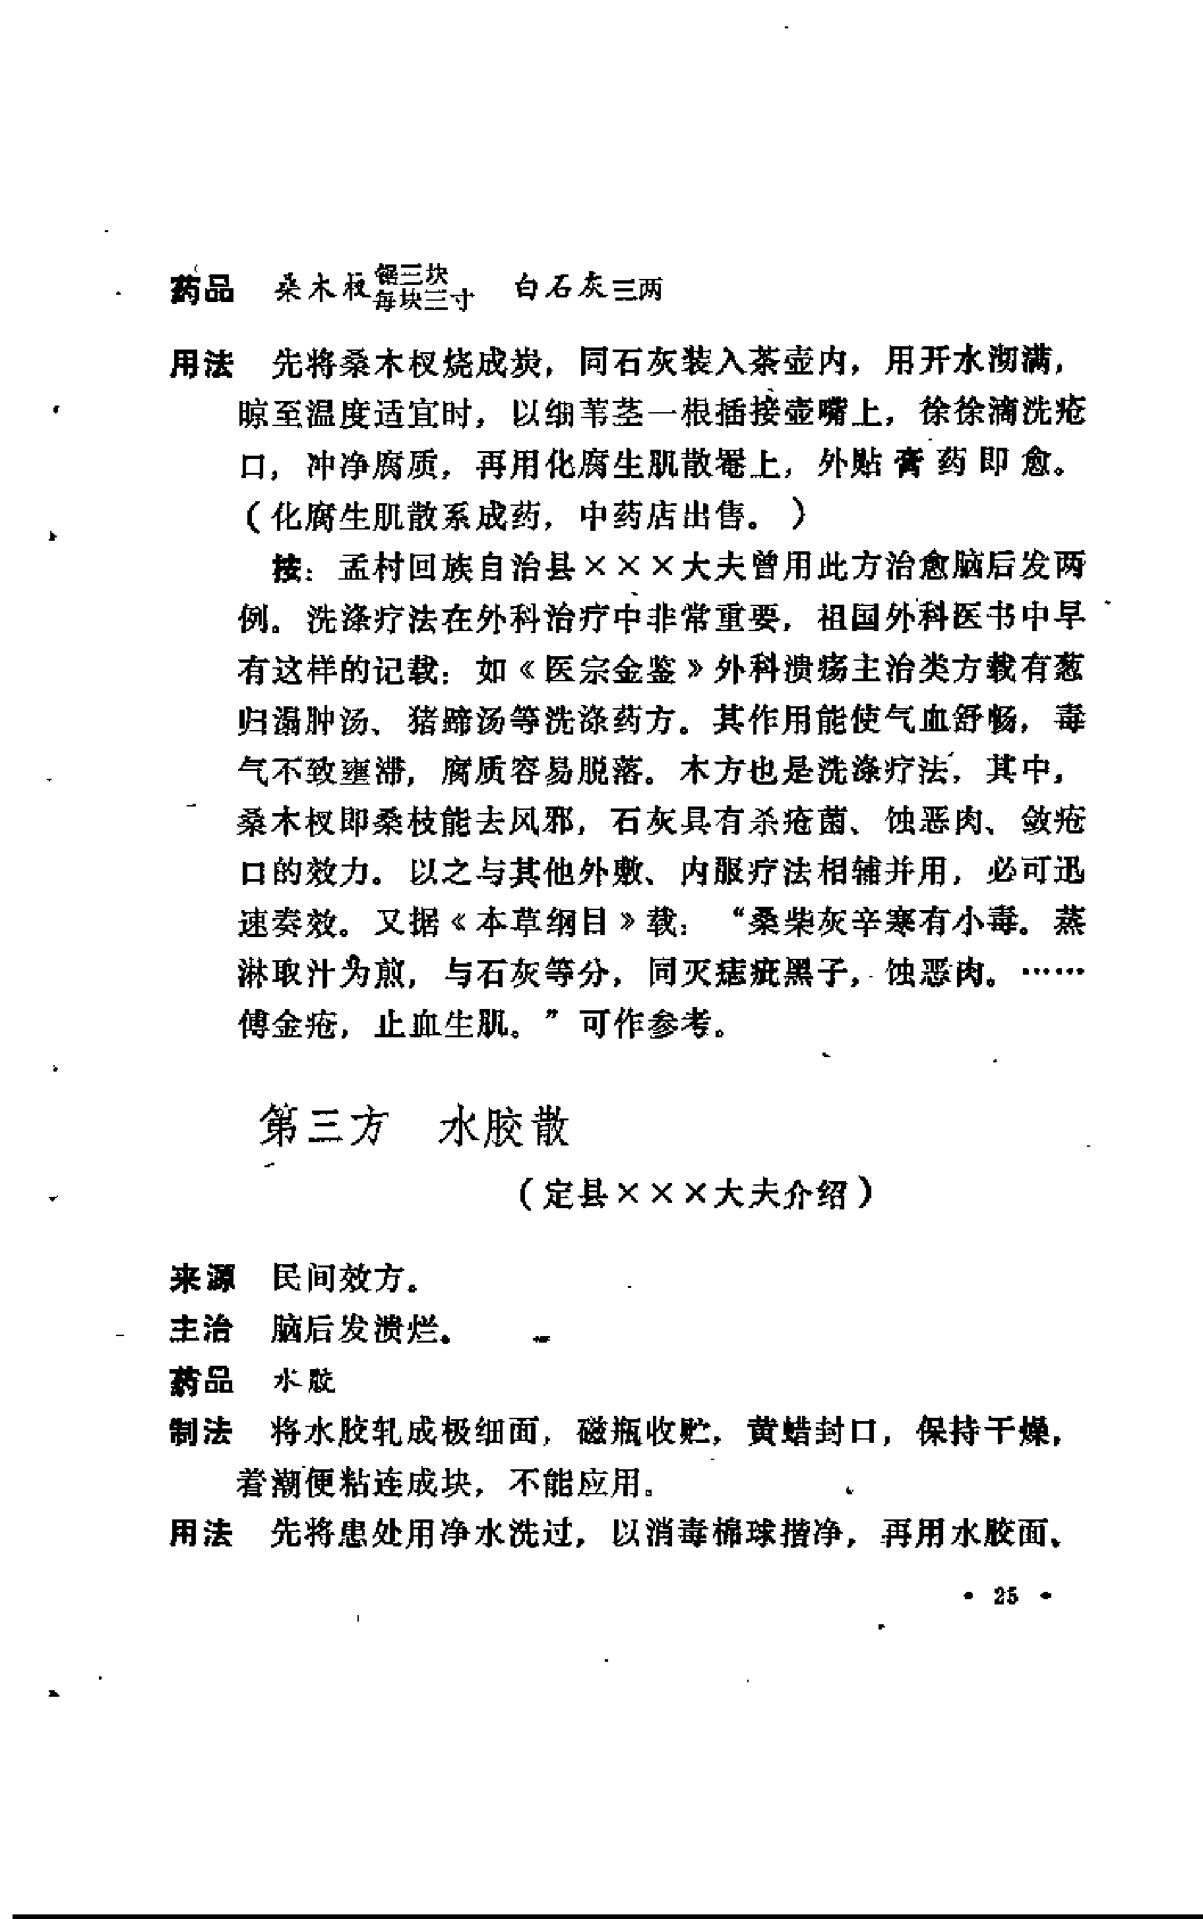 药品　桑木杈锯三块每块三寸　白石灰三两
用法　先将桑木杈烧成炭，同石灰装入茶壶内，用开水沏满，
晾至温度适宜时，以细苇茎一根插接壶嘴上，徐徐滴洗疮
口，冲净腐质，再用化腐生肌散罨上，外贴膏药即愈。
（化腐生肌散系成药，中药店出售。）
按：孟村回族自治县×××大夫曾用此方治愈脑后发两
例。洗涤疗法在外科治疗中非常重要，祖国外科医书中早
有这样的记载：如《医宗金鉴》外科溃疡主治类方载有葱
归溻肿汤、猪蹄汤等洗涤药方。其作用能使气血舒畅，毒
气不致壅滞，腐质容易脱落。本方也是洗涤疗法，其中，
桑木杈即桑枝能去风邪，石灰具有杀疮菌、蚀恶肉、敛疮
口的效力。以之与其他外敷、内服疗法相辅并用，必可迅
速奏效。又据《本草纲目》载：“桑柴灰辛寒有小毒。蒸
淋取汁为煎，与石灰等分，同灭痣疵黑子，蚀恶肉。……
傅金疮，止血生肌。”可作参考。
第三方　水胶散
（定县×××大夫介绍）
来源　民间效方。
主治　脑后发溃烂。
药品　水胶
制法　将水胶轧成极细面，磁瓶收贮，黄蜡封口，保持干燥，
着潮便粘连成块，不能应用。
用法　先将患处用净水洗过，以消毒棉球揩净，再用水胶面、
• 25 •